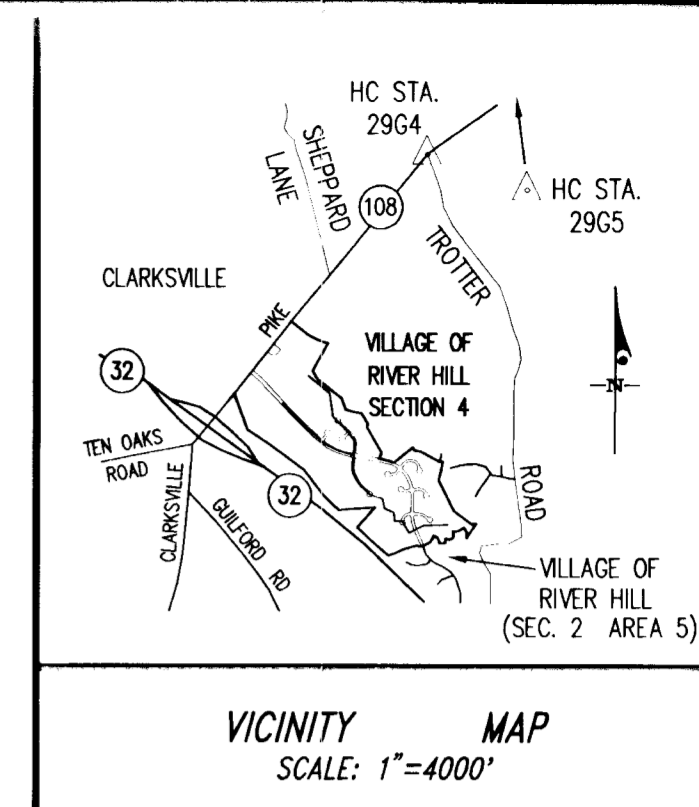 HC STA.
29G4
SHEPPARD
LANE
108
HC STA.
29G5
TROTTER
CLARKSVILLE
PIKE
VILLAGE OF
RIVER HILL
SECTION 4
32
N
TEN OAKS
ROAD
CLARKSVILLE
GUILFORD RD
32
ROAD
VILLAGE OF
RIVER HILL
(SEC. 2 AREA 5)
VICINITY MAP
SCALE: 1"=4000'